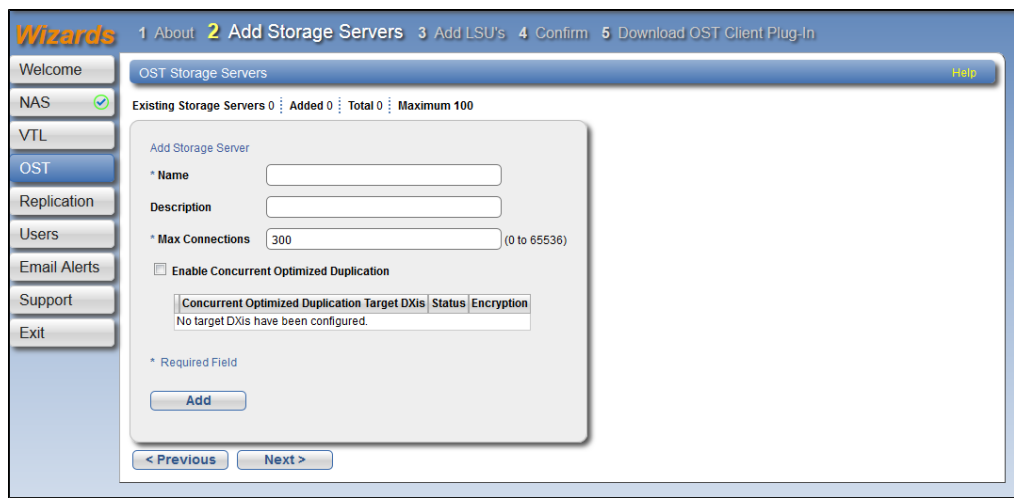 Wizards 1 About 2 Add Storage Servers 3 Add LSU's 4 Confirm 5 Download OST Client Plug-In
Welcome
NAS
VTL
OST
Replication
Users
Email Alerts
Support
Exit
OST Storage Servers Help
Existing Storage Servers 0 Added 0 Total 0 Maximum 100
Add Storage Server
* Name
Description
* Max Connections 300 (0 to 65536)
Enable Concurrent Optimized Duplication
Concurrent Optimized Duplication Target DXis Status Encryption
No target DXis have been configured.
* Required Field
Add
< Previous Next >